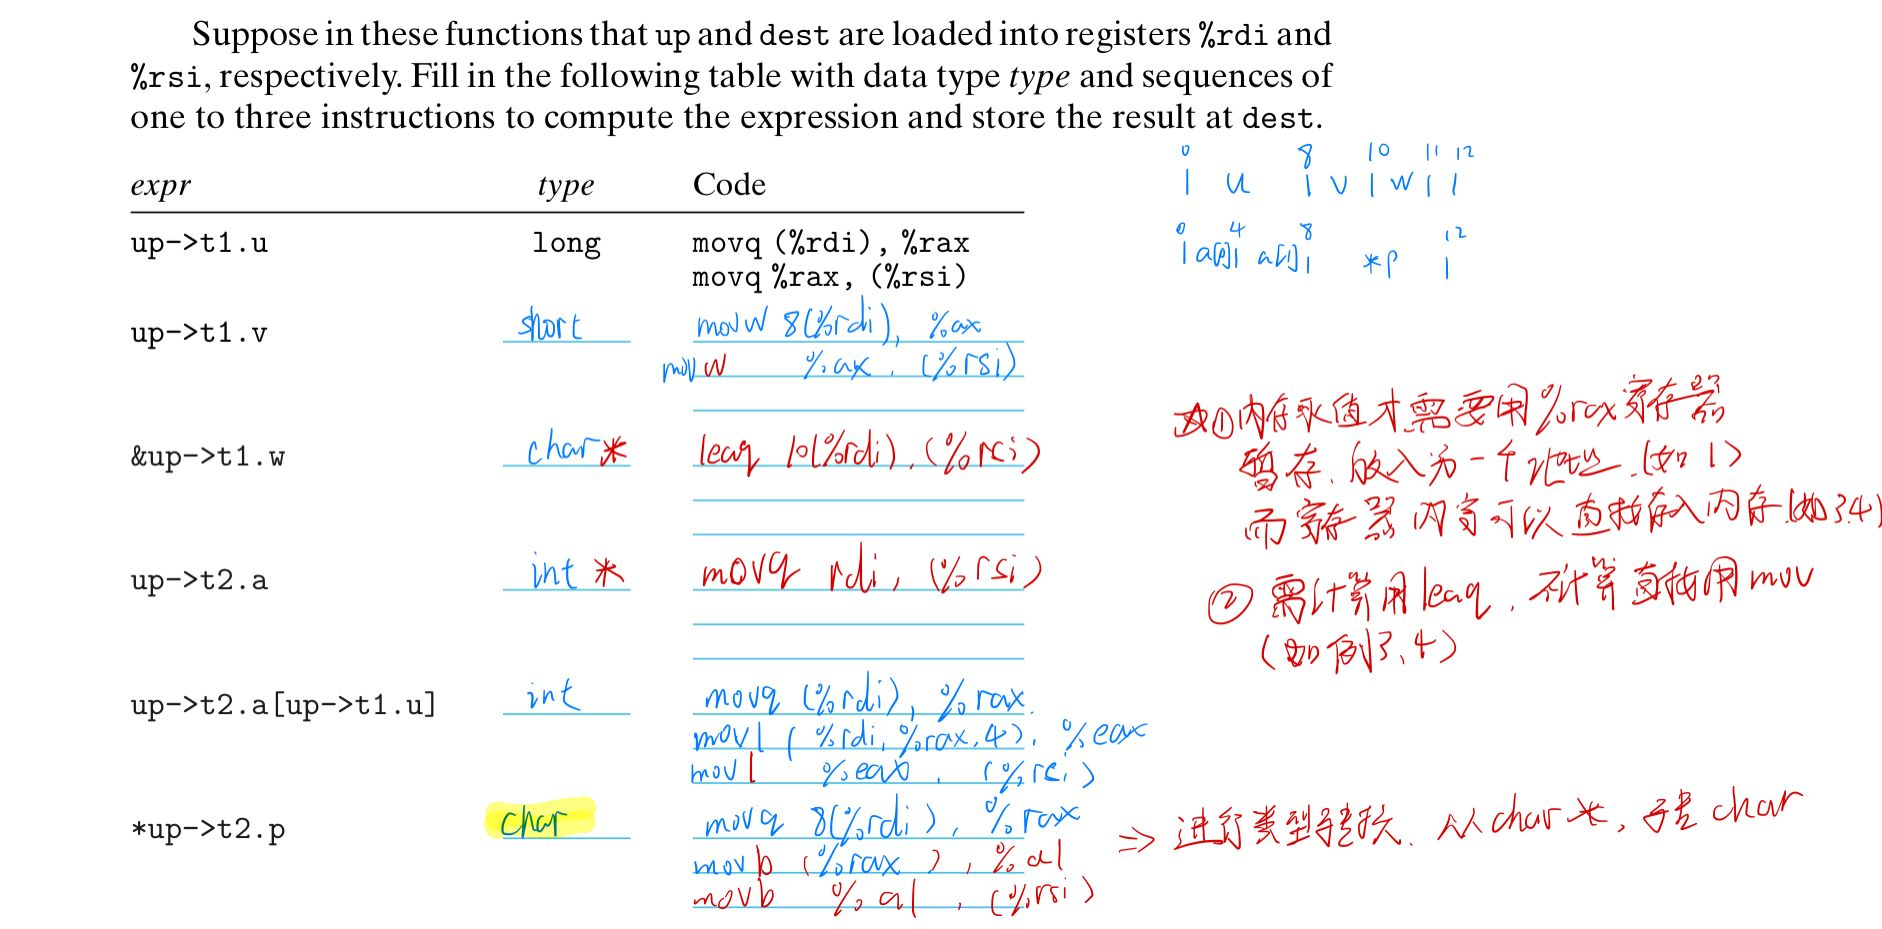 Suppose in these functions that up and dest are loaded into registers %rdi and
%rsi, respectively. Fill in the following table with data type type and sequences of
one to three instructions to compute the expression and store the result at dest.
0 8 10 11 12
| u | v | w | |
0 4 8 12
| a[0] | a[1] | *p |
expr type Code
up->t1.u long movq (%rdi), %rax
movq %rax, (%rsi)
up->t1.v short movw 8(%rdi), %ax
movw %ax, (%rsi)
&up->t1.w char* leaq 10(%rdi), (%rsi)
up->t2.a int* movq rdi, (%rsi)
up->t2.a[up->t1.u] int movq (%rdi), %rax
movl (%rdi,%rax,4), %eax
movl %eax, (%rsi)
*up->t2.p char movq 8(%rdi), %rax
movb (%rax), %al
movb %al, (%rsi)
①内存取值才需要用%rax寄存器
暂存,放入另一个地址.(如1)
而寄存器内容可以直接存入内存(如3.4)
② 需计算用leaq,不计算直接用mov
(如例3,4)
=> 进行类型转换,从char*,转char